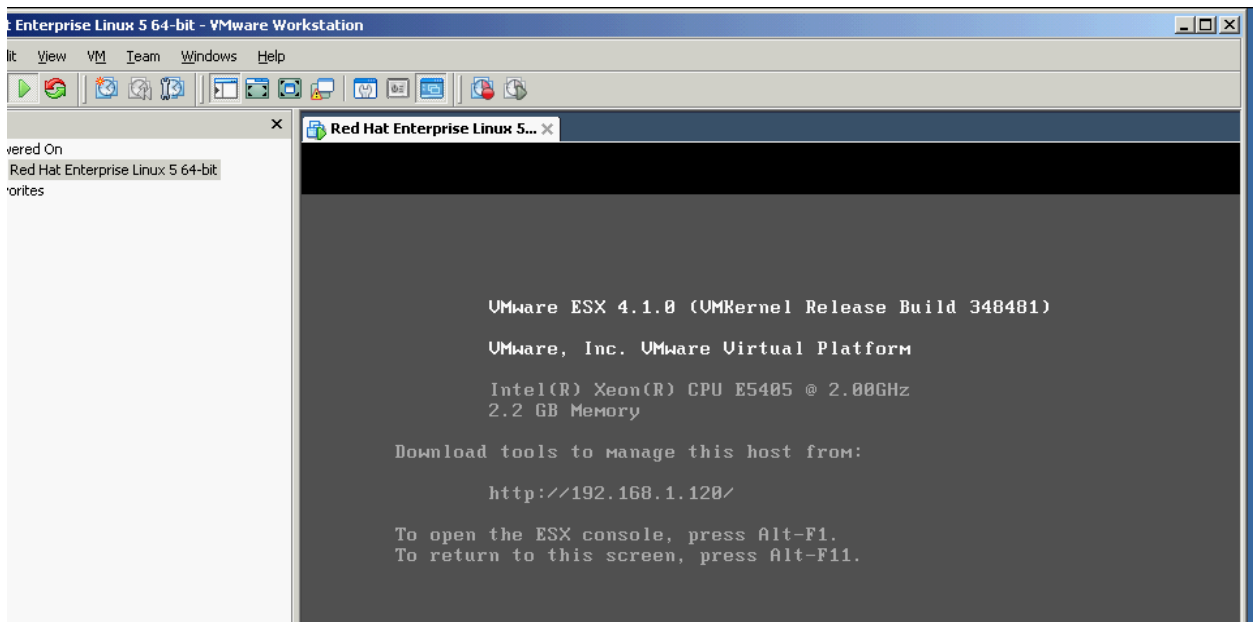 t Enterprise Linux 5 64-bit - VMware Workstation
dit View VM Team Windows Help
wered On
Red Hat Enterprise Linux 5 64-bit
vorites
Red Hat Enterprise Linux 5...
VMware ESX 4.1.0 (VMKernel Release Build 348481)
VMware, Inc. VMware Virtual Platform
Intel(R) Xeon(R) CPU E5405 @ 2.00GHz
2.2 GB Memory
Download tools to manage this host from:
http://192.168.1.120/
To open the ESX console, press Alt-F1.
To return to this screen, press Alt-F11.